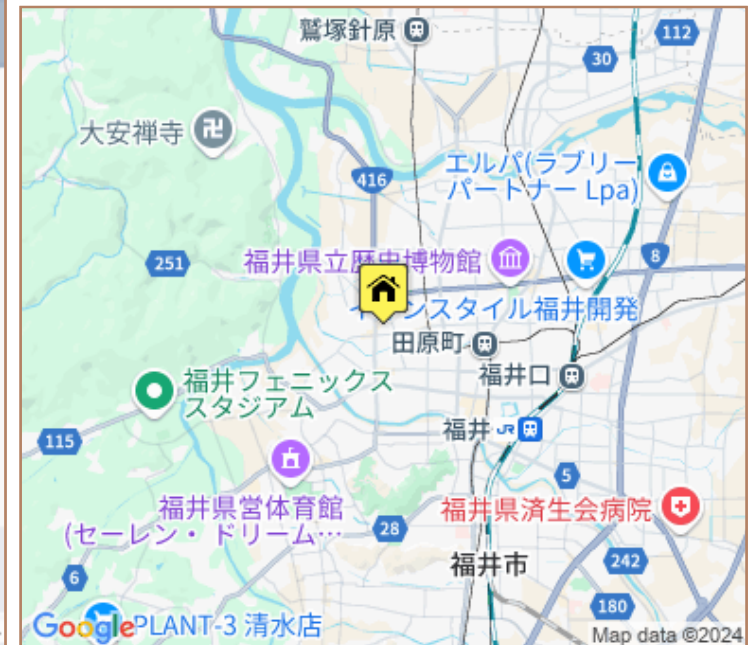 鷲塚針原
112
30
大安禅寺
卍
エルパ(ラブリー
パートナー Lpa)
416
251
福井県立歴史博物館
8
インスタイル福井開発
田原町
福井フェニックス
スタジアム
福井口
115
福井 JR
5
福井県営体育館
(セーレン・ドリーム…
福井県済生会病院
28
福井市
242
6
180
Google
PLANT-3 清水店
Map data ©2024